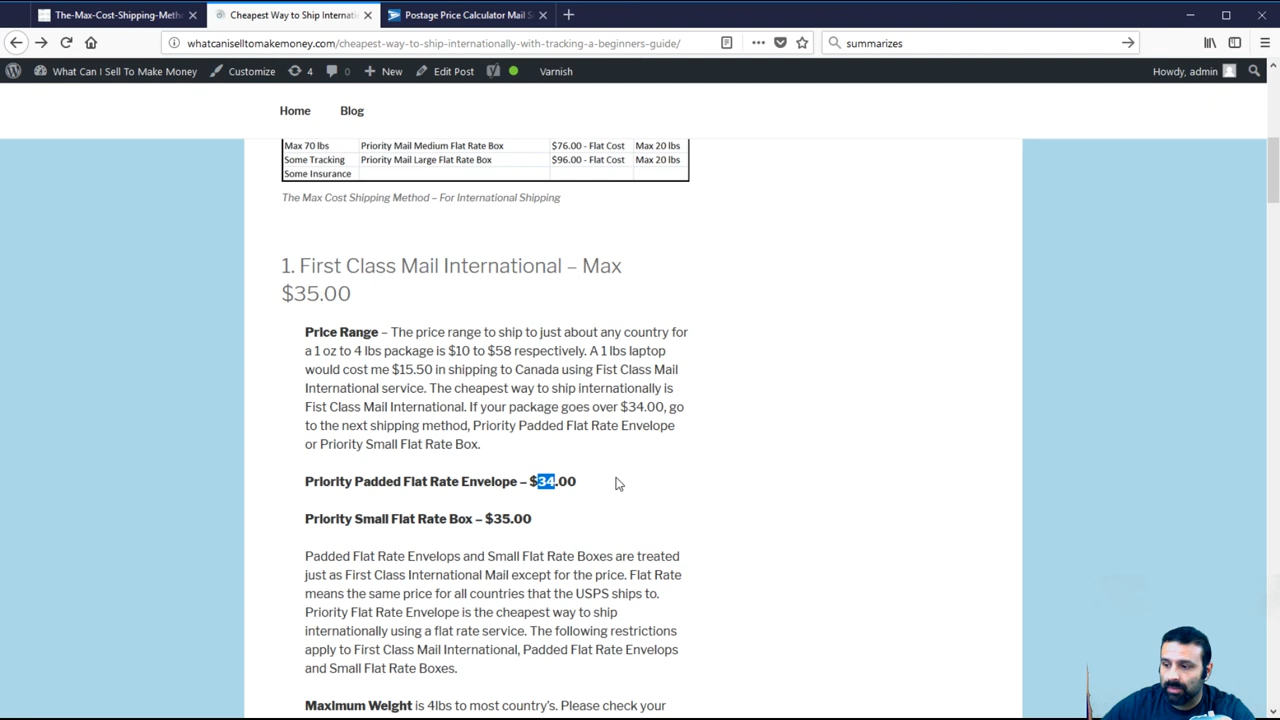 The-Max-Cost-Shipping-Metho
Cheapest Way to Ship Internati
Postage Price Calculator Mail S
whatcaniselltomakemoney.com/cheapest-way-to-ship-internationally-with-tracking-a-beginners-guide/
summarizes
What Can I Sell To Make Money
Customize
4
0
New
Edit Post
Varnish
Howdy, admin
Home
Blog
Max 70 lbs Priority Mail Medium Flat Rate Box $76.00 - Flat Cost Max 20 lbs
Some Tracking Priority Mail Large Flat Rate Box $96.00 - Flat Cost Max 20 lbs
Some Insurance
The Max Cost Shipping Method – For International Shipping
1. First Class Mail International – Max
$35.00
Price Range – The price range to ship to just about any country for
a 1 oz to 4 lbs package is $10 to $58 respectively. A 1 lbs laptop
would cost me $15.50 in shipping to Canada using Fist Class Mail
International service. The cheapest way to ship internationally is
Fist Class Mail International. If your package goes over $34.00, go
to the next shipping method, Priority Padded Flat Rate Envelope
or Priority Small Flat Rate Box.
Priority Padded Flat Rate Envelope – $34.00
Priority Small Flat Rate Box – $35.00
Padded Flat Rate Envelops and Small Flat Rate Boxes are treated
just as First Class International Mail except for the price. Flat Rate
means the same price for all countries that the USPS ships to.
Priority Flat Rate Envelope is the cheapest way to ship
internationally using a flat rate service. The following restrictions
apply to First Class Mail International, Padded Flat Rate Envelops
and Small Flat Rate Boxes.
Maximum Weight is 4lbs to most country's. Please check your